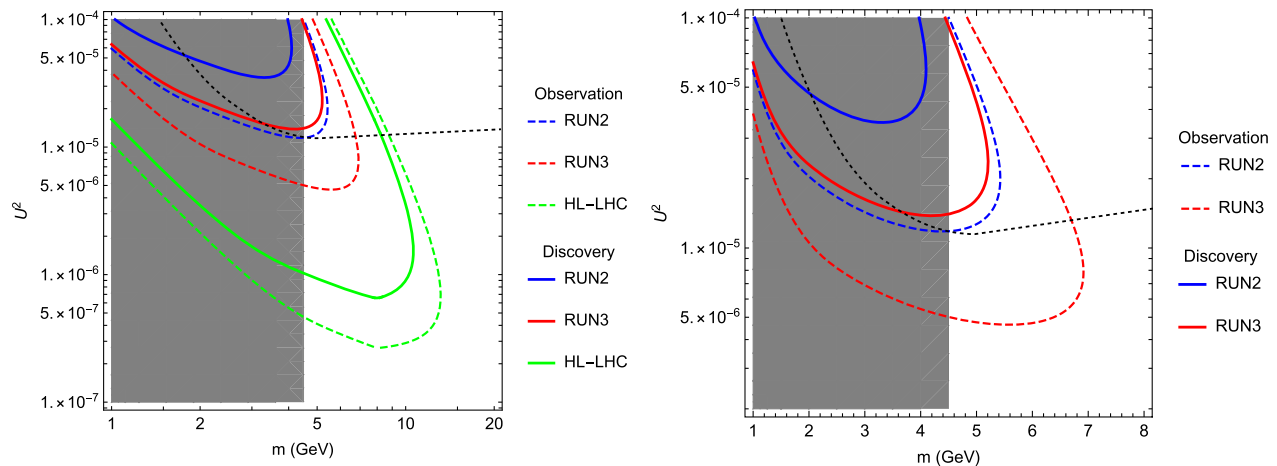 1. × 10⁻⁴
5. × 10⁻⁵
1. × 10⁻⁵
5. × 10⁻⁶
1. × 10⁻⁶
5. × 10⁻⁷
1. × 10⁻⁷
U²
1 2 5 10 20
m (GeV)
Observation
RUN2
RUN3
HL-LHC
Discovery
RUN2
RUN3
HL-LHC
1. × 10⁻⁴
5. × 10⁻⁵
1. × 10⁻⁵
5. × 10⁻⁶
U²
1 2 3 4 5 6 7 8
m (GeV)
Observation
RUN2
RUN3
Discovery
RUN2
RUN3